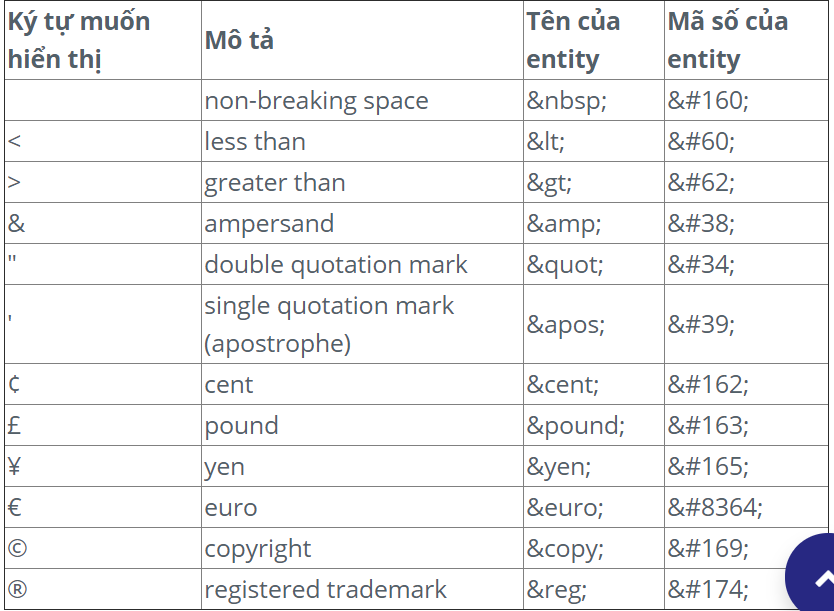 Ký tự muốn hiển thị | Mô tả | Tên của entity | Mã số của entity
 | non-breaking space | &nbsp; | &#160;
< | less than | &lt; | &#60;
> | greater than | &gt; | &#62;
& | ampersand | &amp; | &#38;
" | double quotation mark | &quot; | &#34;
' | single quotation mark (apostrophe) | &apos; | &#39;
¢ | cent | &cent; | &#162;
£ | pound | &pound; | &#163;
¥ | yen | &yen; | &#165;
€ | euro | &euro; | &#8364;
© | copyright | &copy; | &#169;
® | registered trademark | &reg; | &#174;